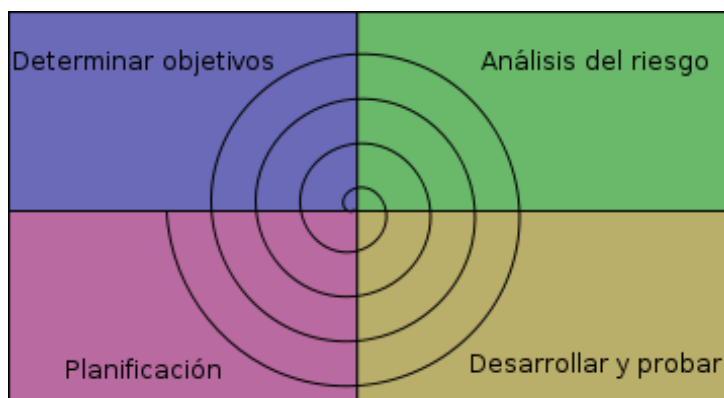 Determinar objetivos
Análisis del riesgo
Planificación
Desarrollar y probar